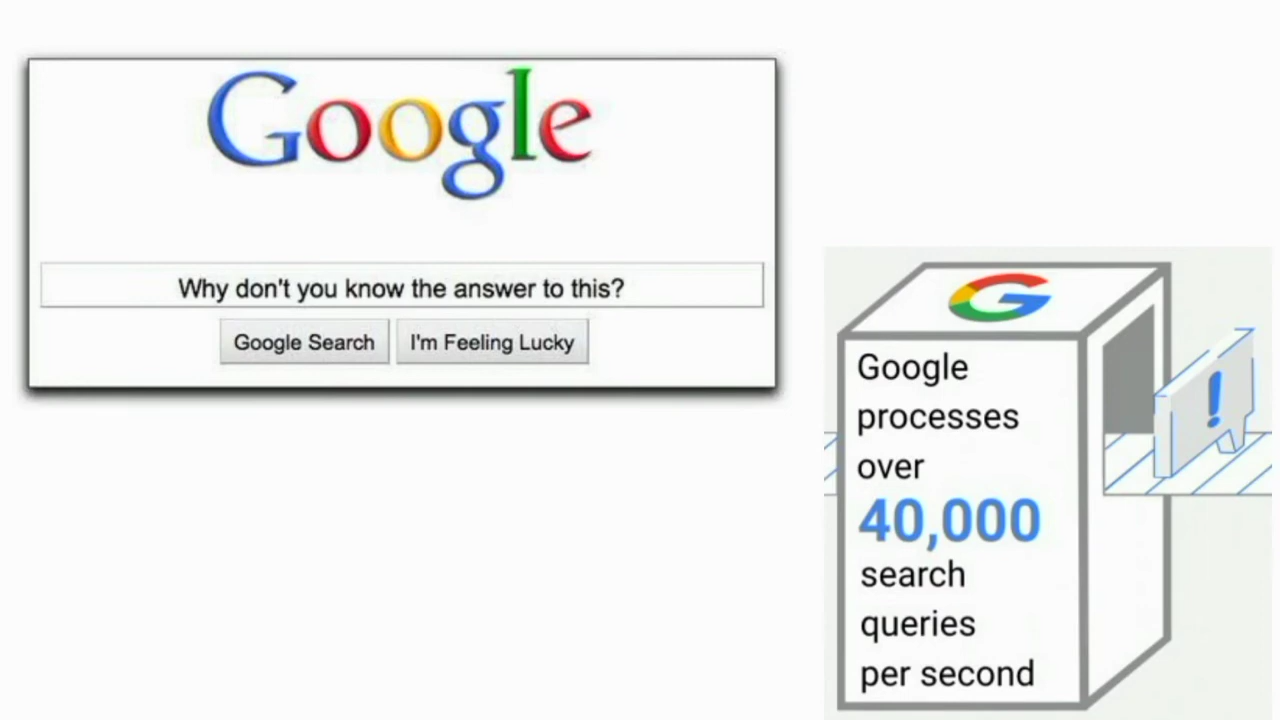 Google
Why don't you know the answer to this?
Google Search
I'm Feeling Lucky
G
Google
processes
over
40,000
search
queries
per second
!